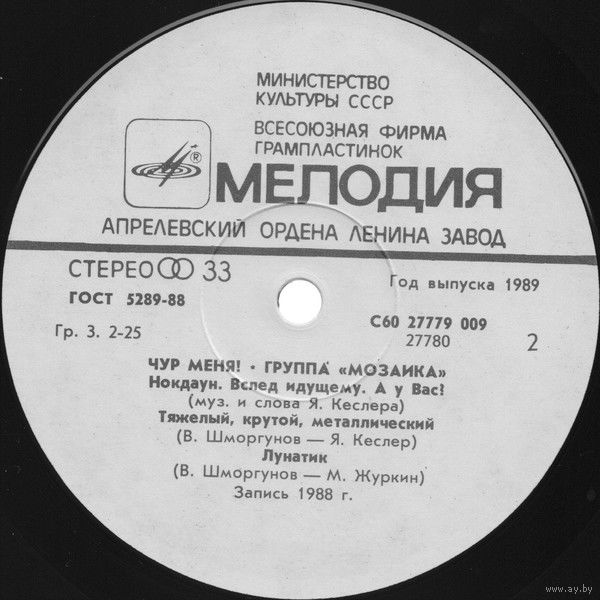 МИНИСТЕРСТВО
КУЛЬТУРЫ СССР
ВСЕСОЮЗНАЯ ФИРМА
ГРАМПЛАСТИНОК
®
МЕЛОДИЯ
АПРЕЛЕВСКИЙ ОРДЕНА ЛЕНИНА ЗАВОД
СТЕРЕО 33
Год выпуска 1989
ГОСТ 5289-88
С60 27779 009
Гр. 3. 2-25
27780
2
ЧУР МЕНЯ! · ГРУППА «МОЗАИКА»
Нокдаун. Вслед идущему. А у Вас?
(муз. и слова Я. Кеслера)
Тяжелый, крутой, металлический
(В. Шморгунов — Я. Кеслер)
Лунатик
(В. Шморгунов — М. Журкин)
Запись 1988 г.
www.ay.by